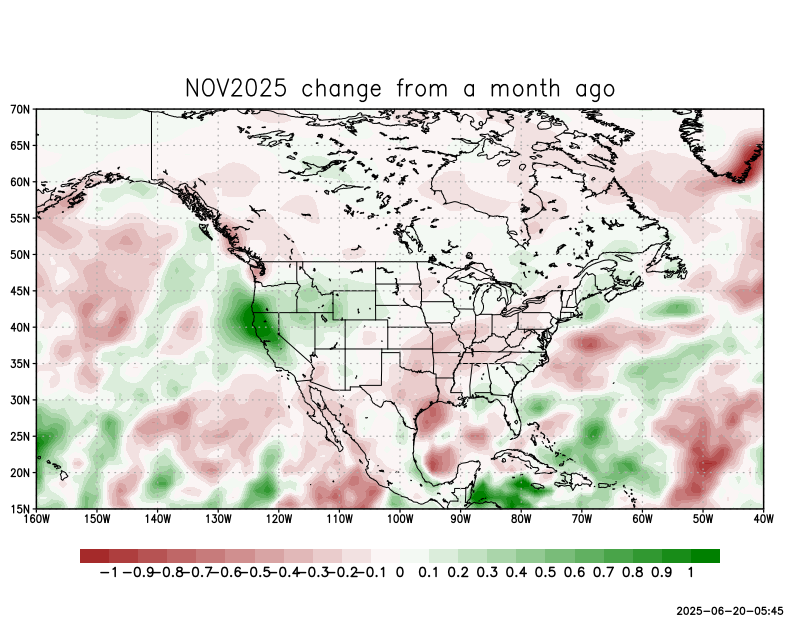 NOV2025 change from a month ago
70N
65N
60N
55N
50N
45N
40N
35N
30N
25N
20N
15N
160W 150W 140W 130W 120W 110W 100W 90W 80W 70W 60W 50W 40W
−1 −0.9 −0.8 −0.7 −0.6 −0.5 −0.4 −0.3 −0.2 −0.1 0 0.1 0.2 0.3 0.4 0.5 0.6 0.7 0.8 0.9 1
2025−06−20−05:45